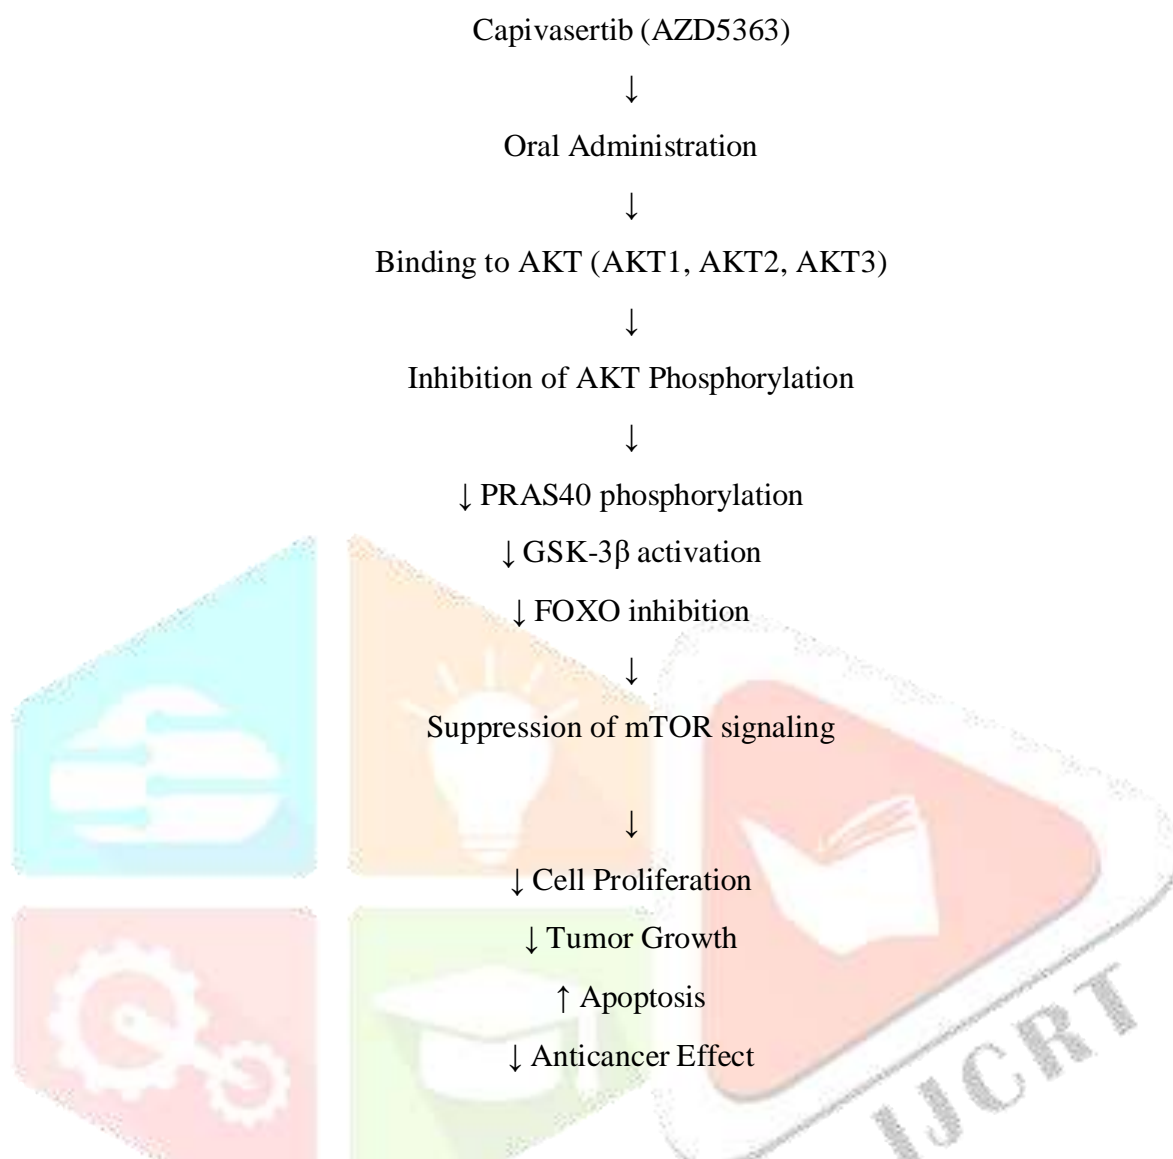 Capivasertib (AZD5363)
↓
Oral Administration
↓
Binding to AKT (AKT1, AKT2, AKT3)
↓
Inhibition of AKT Phosphorylation
↓
↓ PRAS40 phosphorylation
↓ GSK-3β activation
↓ FOXO inhibition
↓
Suppression of mTOR signaling
↓
↓ Cell Proliferation
↓ Tumor Growth
↑ Apoptosis
↓ Anticancer Effect
IJCRT